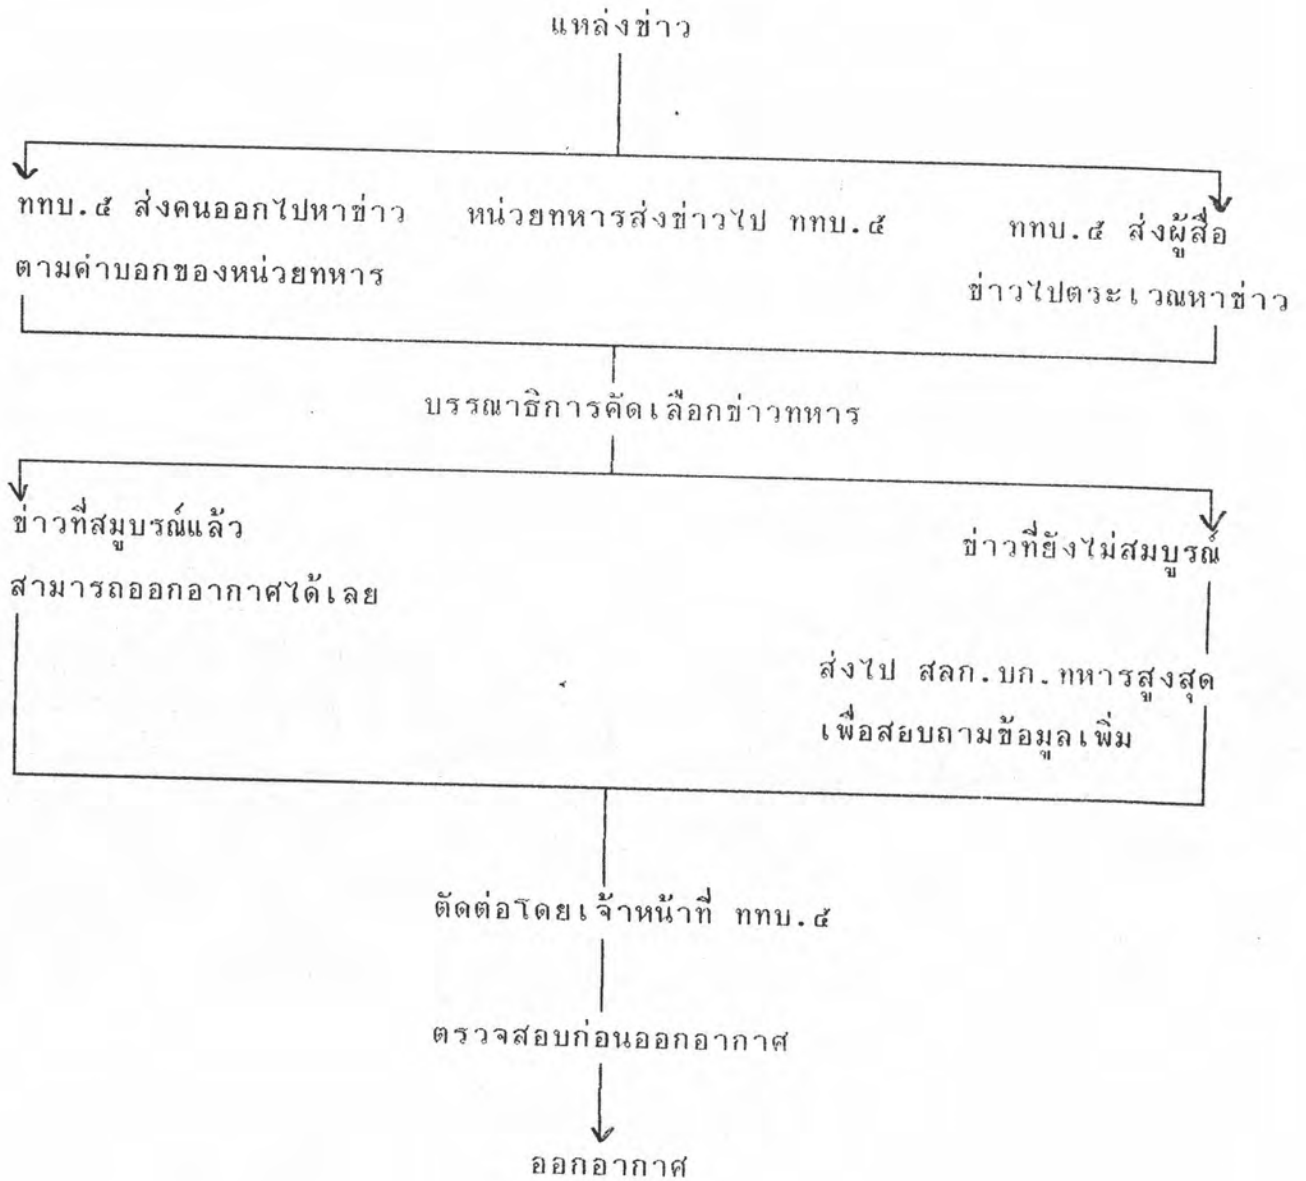 แหล่งข่าว
ททบ.๕ ส่งคนออกไปหาข่าว
ตามคำบอกของหน่วยทหาร
หน่วยทหารส่งข่าวไป ททบ.๕
ททบ.๕ ส่งผู้สื่อ
ข่าวไปตระเวณหาข่าว
บรรณาธิการคัดเลือกข่าวทหาร
ข่าวที่สมบูรณ์แล้ว
สามารถออกอากาศได้เลย
ข่าวที่ยังไม่สมบูรณ์
ส่งไป สลก.บก.ทหารสูงสุด
เพื่อสอบถามข้อมูลเพิ่ม
ตัดต่อโดยเจ้าหน้าที่ ททบ.๕
ตรวจสอบก่อนออกอากาศ
ออกอากาศ